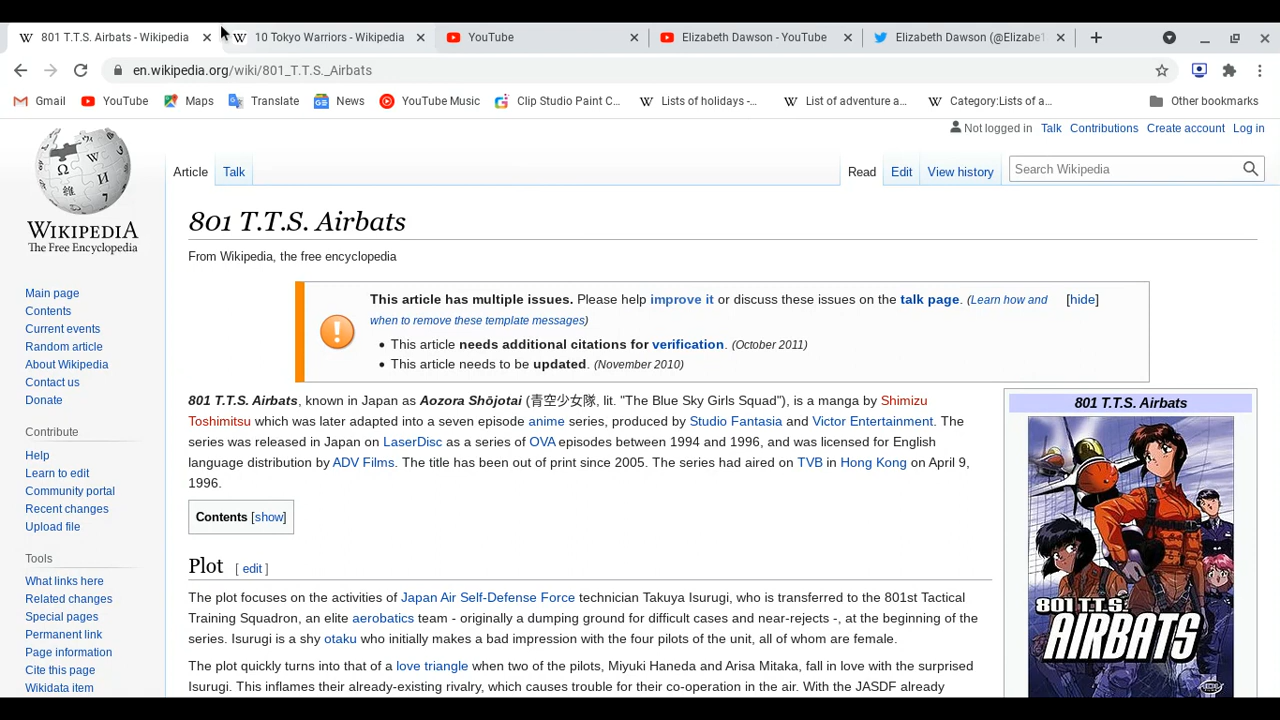 801 T.T.S. Airbats - Wikipedia
10 Tokyo Warriors - Wikipedia
YouTube
Elizabeth Dawson - YouTube
Elizabeth Dawson (@Elizabe
en.wikipedia.org/wiki/801_T.T.S._Airbats
Gmail
YouTube
Maps
Translate
News
YouTube Music
Clip Studio Paint C...
Lists of holidays -...
List of adventure a...
Category:Lists of a...
Other bookmarks
Not logged in Talk Contributions Create account Log in
Article Talk
Read Edit View history
Search Wikipedia
WIKIPEDIA
The Free Encyclopedia
Main page
Contents
Current events
Random article
About Wikipedia
Contact us
Donate
Contribute
Help
Learn to edit
Community portal
Recent changes
Upload file
Tools
What links here
Related changes
Special pages
Permanent link
Page information
Cite this page
Wikidata item
801 T.T.S. Airbats
From Wikipedia, the free encyclopedia
This article has multiple issues. Please help improve it or discuss these issues on the talk page. (Learn how and
when to remove these template messages)
[hide]
• This article needs additional citations for verification. (October 2011)
• This article needs to be updated. (November 2010)
801 T.T.S. Airbats, known in Japan as Aozora Shōjotai (青空少女隊, lit. "The Blue Sky Girls Squad"), is a manga by Shimizu
Toshimitsu which was later adapted into a seven episode anime series, produced by Studio Fantasia and Victor Entertainment. The
series was released in Japan on LaserDisc as a series of OVA episodes between 1994 and 1996, and was licensed for English
language distribution by ADV Films. The title has been out of print since 2005. The series had aired on TVB in Hong Kong on April 9,
1996.
Contents [show]
Plot [ edit ]
The plot focuses on the activities of Japan Air Self-Defense Force technician Takuya Isurugi, who is transferred to the 801st Tactical
Training Squadron, an elite aerobatics team - originally a dumping ground for difficult cases and near-rejects -, at the beginning of the
series. Isurugi is a shy otaku who initially makes a bad impression with the four pilots of the unit, all of whom are female.
The plot quickly turns into that of a love triangle when two of the pilots, Miyuki Haneda and Arisa Mitaka, fall in love with the surprised
Isurugi. This inflames their already-existing rivalry, which causes trouble for their co-operation in the air. With the JASDF already
801 T.T.S. Airbats
801 T.T.S.
AIRBATS